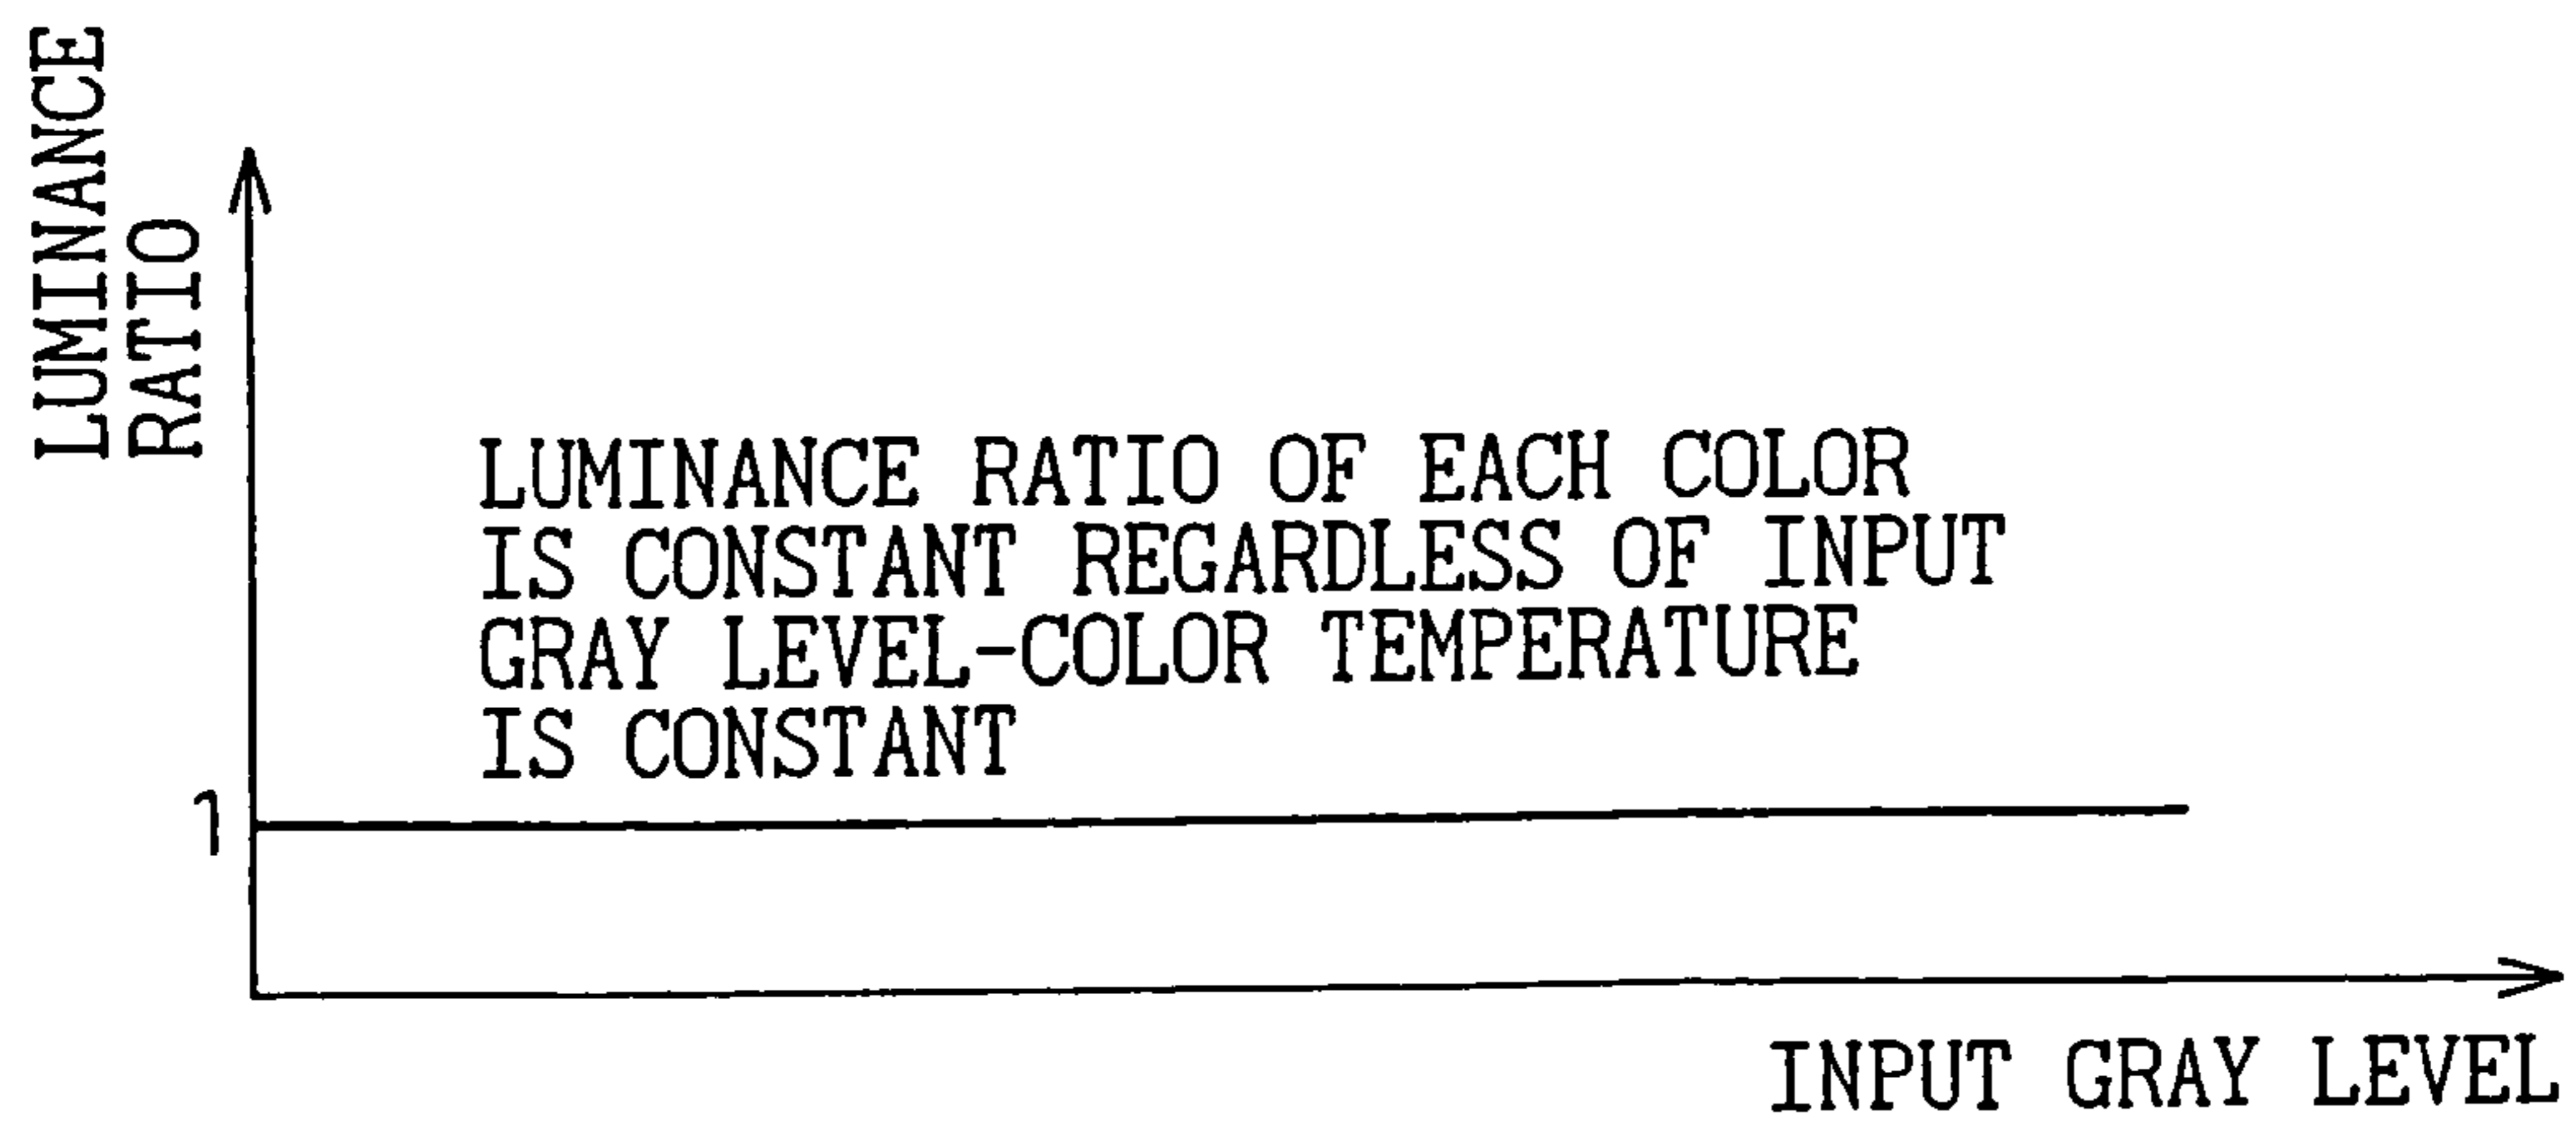 LUMINANCE
RATIO
LUMINANCE RATIO OF EACH COLOR
IS CONSTANT REGARDLESS OF INPUT
GRAY LEVEL-COLOR TEMPERATURE
IS CONSTANT
1
INPUT GRAY LEVEL